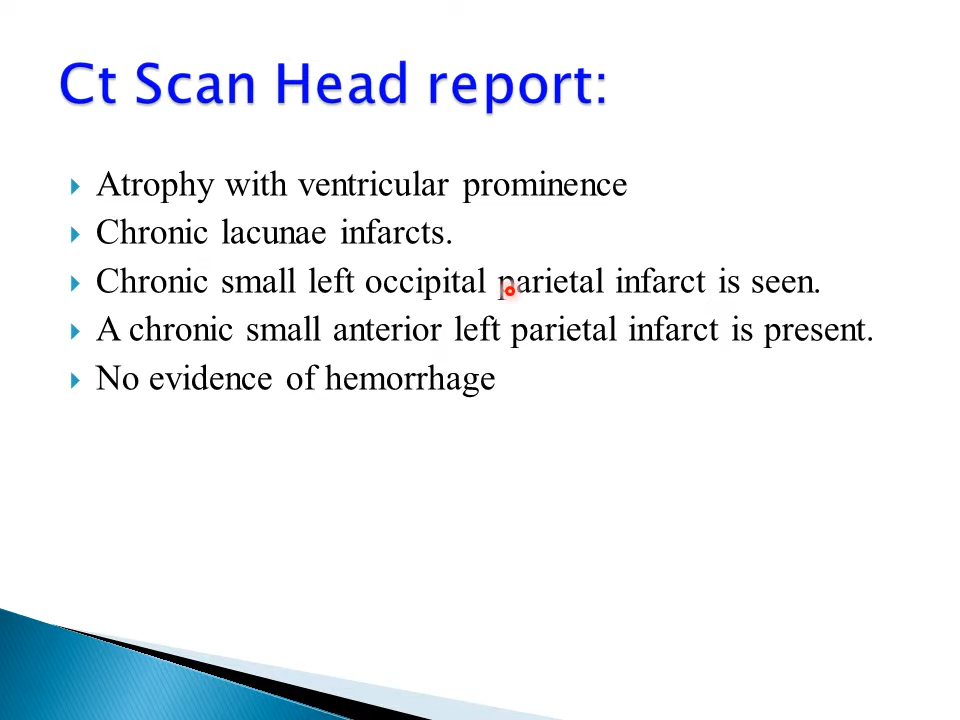 Ct Scan Head report:
Atrophy with ventricular prominence
Chronic lacunae infarcts.
Chronic small left occipital parietal infarct is seen.
A chronic small anterior left parietal infarct is present.
No evidence of hemorrhage